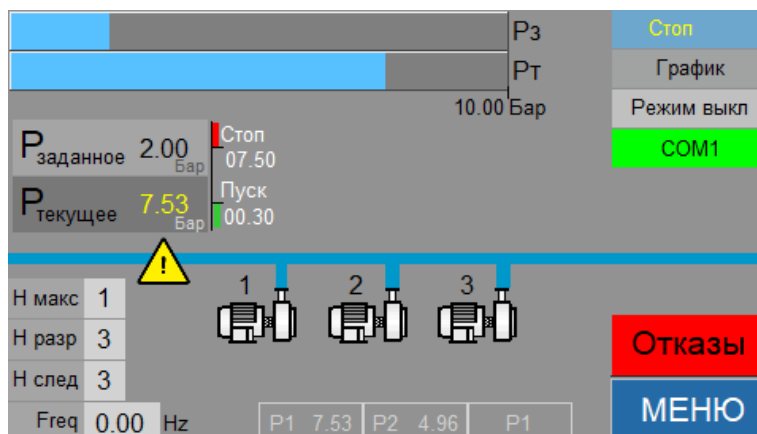 Рз
Рт
10.00 Бар
Стоп
График
Режим выкл
COM1
Рзаданное 2.00 Бар
Стоп
07.50
Ртекущее 7.53 Бар
Пуск
00.30
!
1 2 3
Н макс 1
Н разр 3
Н след 3
Freq 0.00 Hz
P1 7.53 P2 4.96 P1
Отказы
МЕНЮ